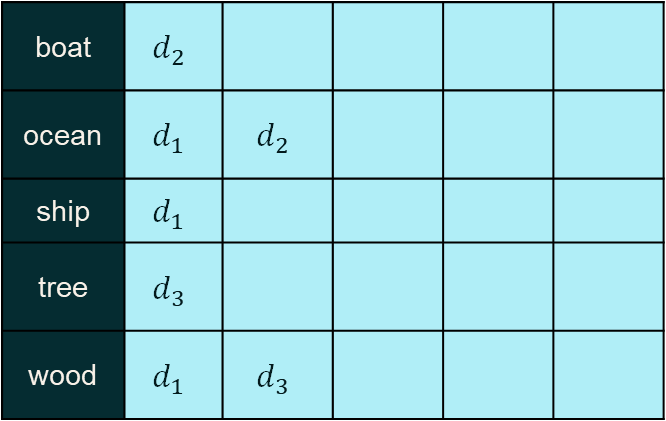 boat d₂
ocean d₁ d₂
ship d₁
tree d₃
wood d₁ d₃